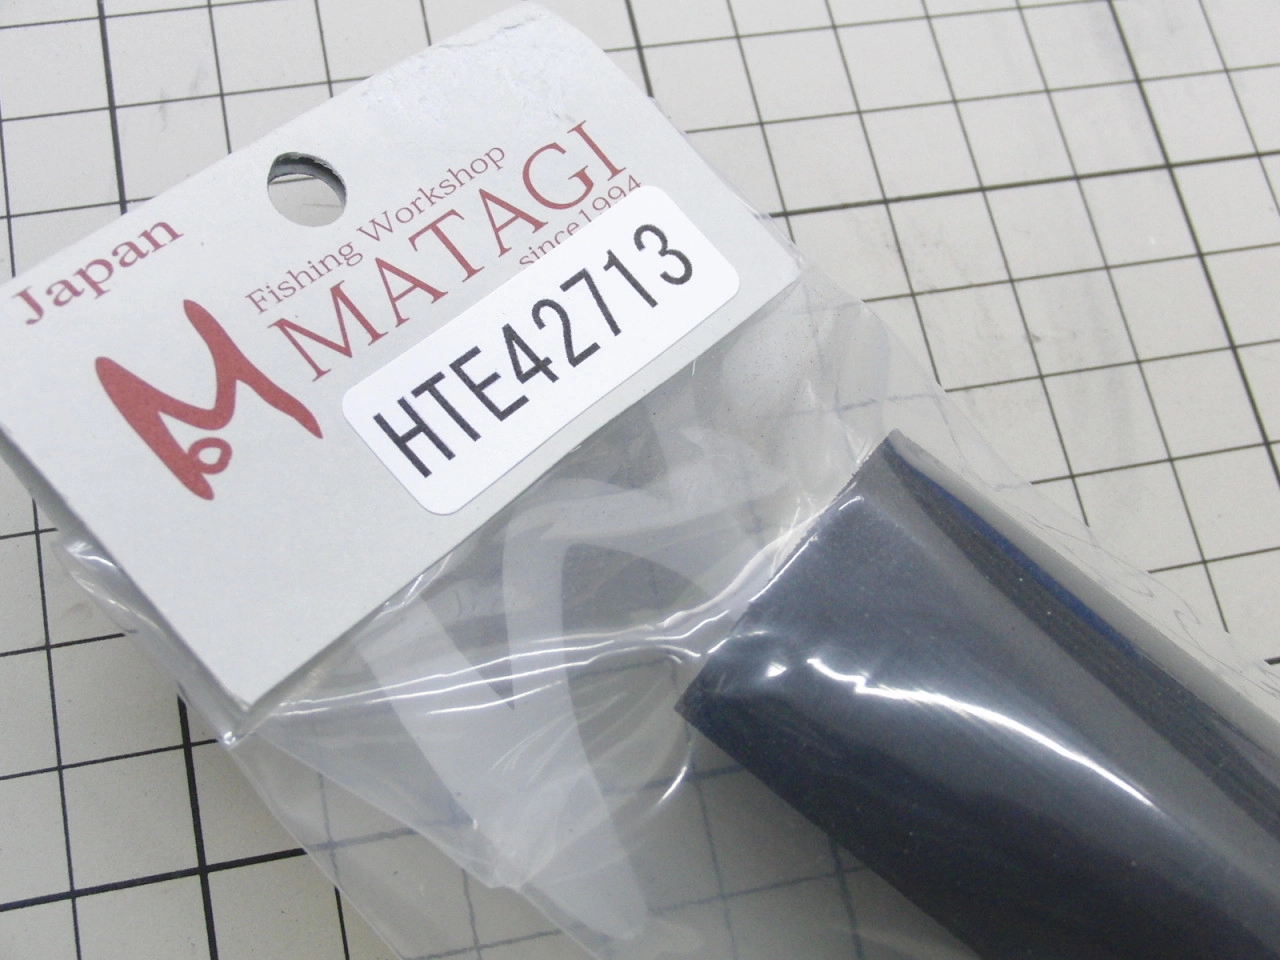 Japan
Fishing Workshop
MATAGI
since1994
HTE42713